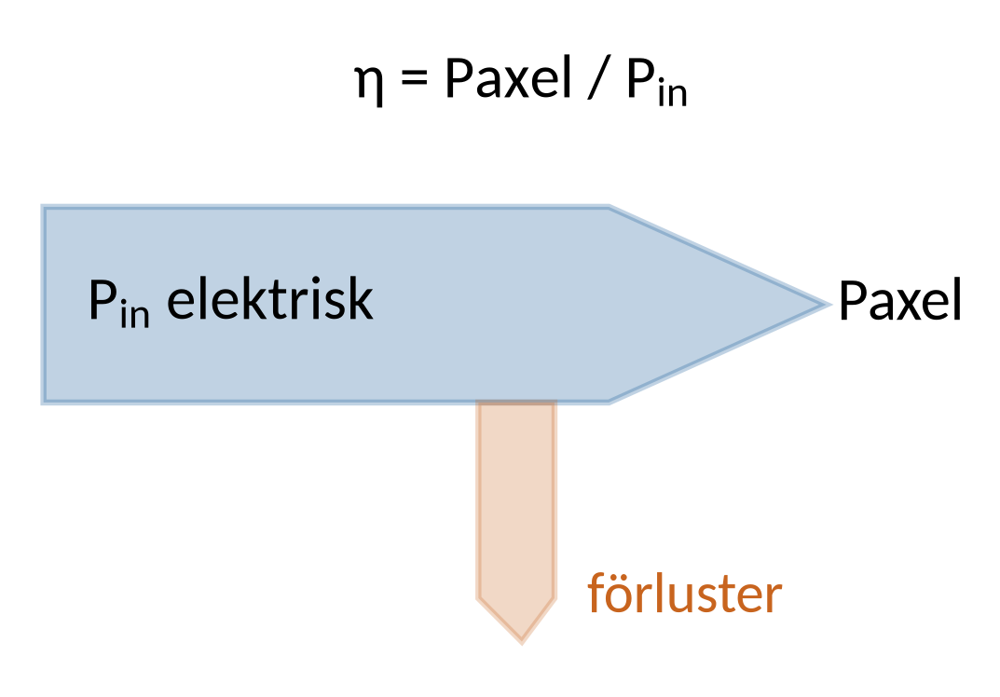 η = Paxel / Pin
Pin elektrisk
Paxel
förluster